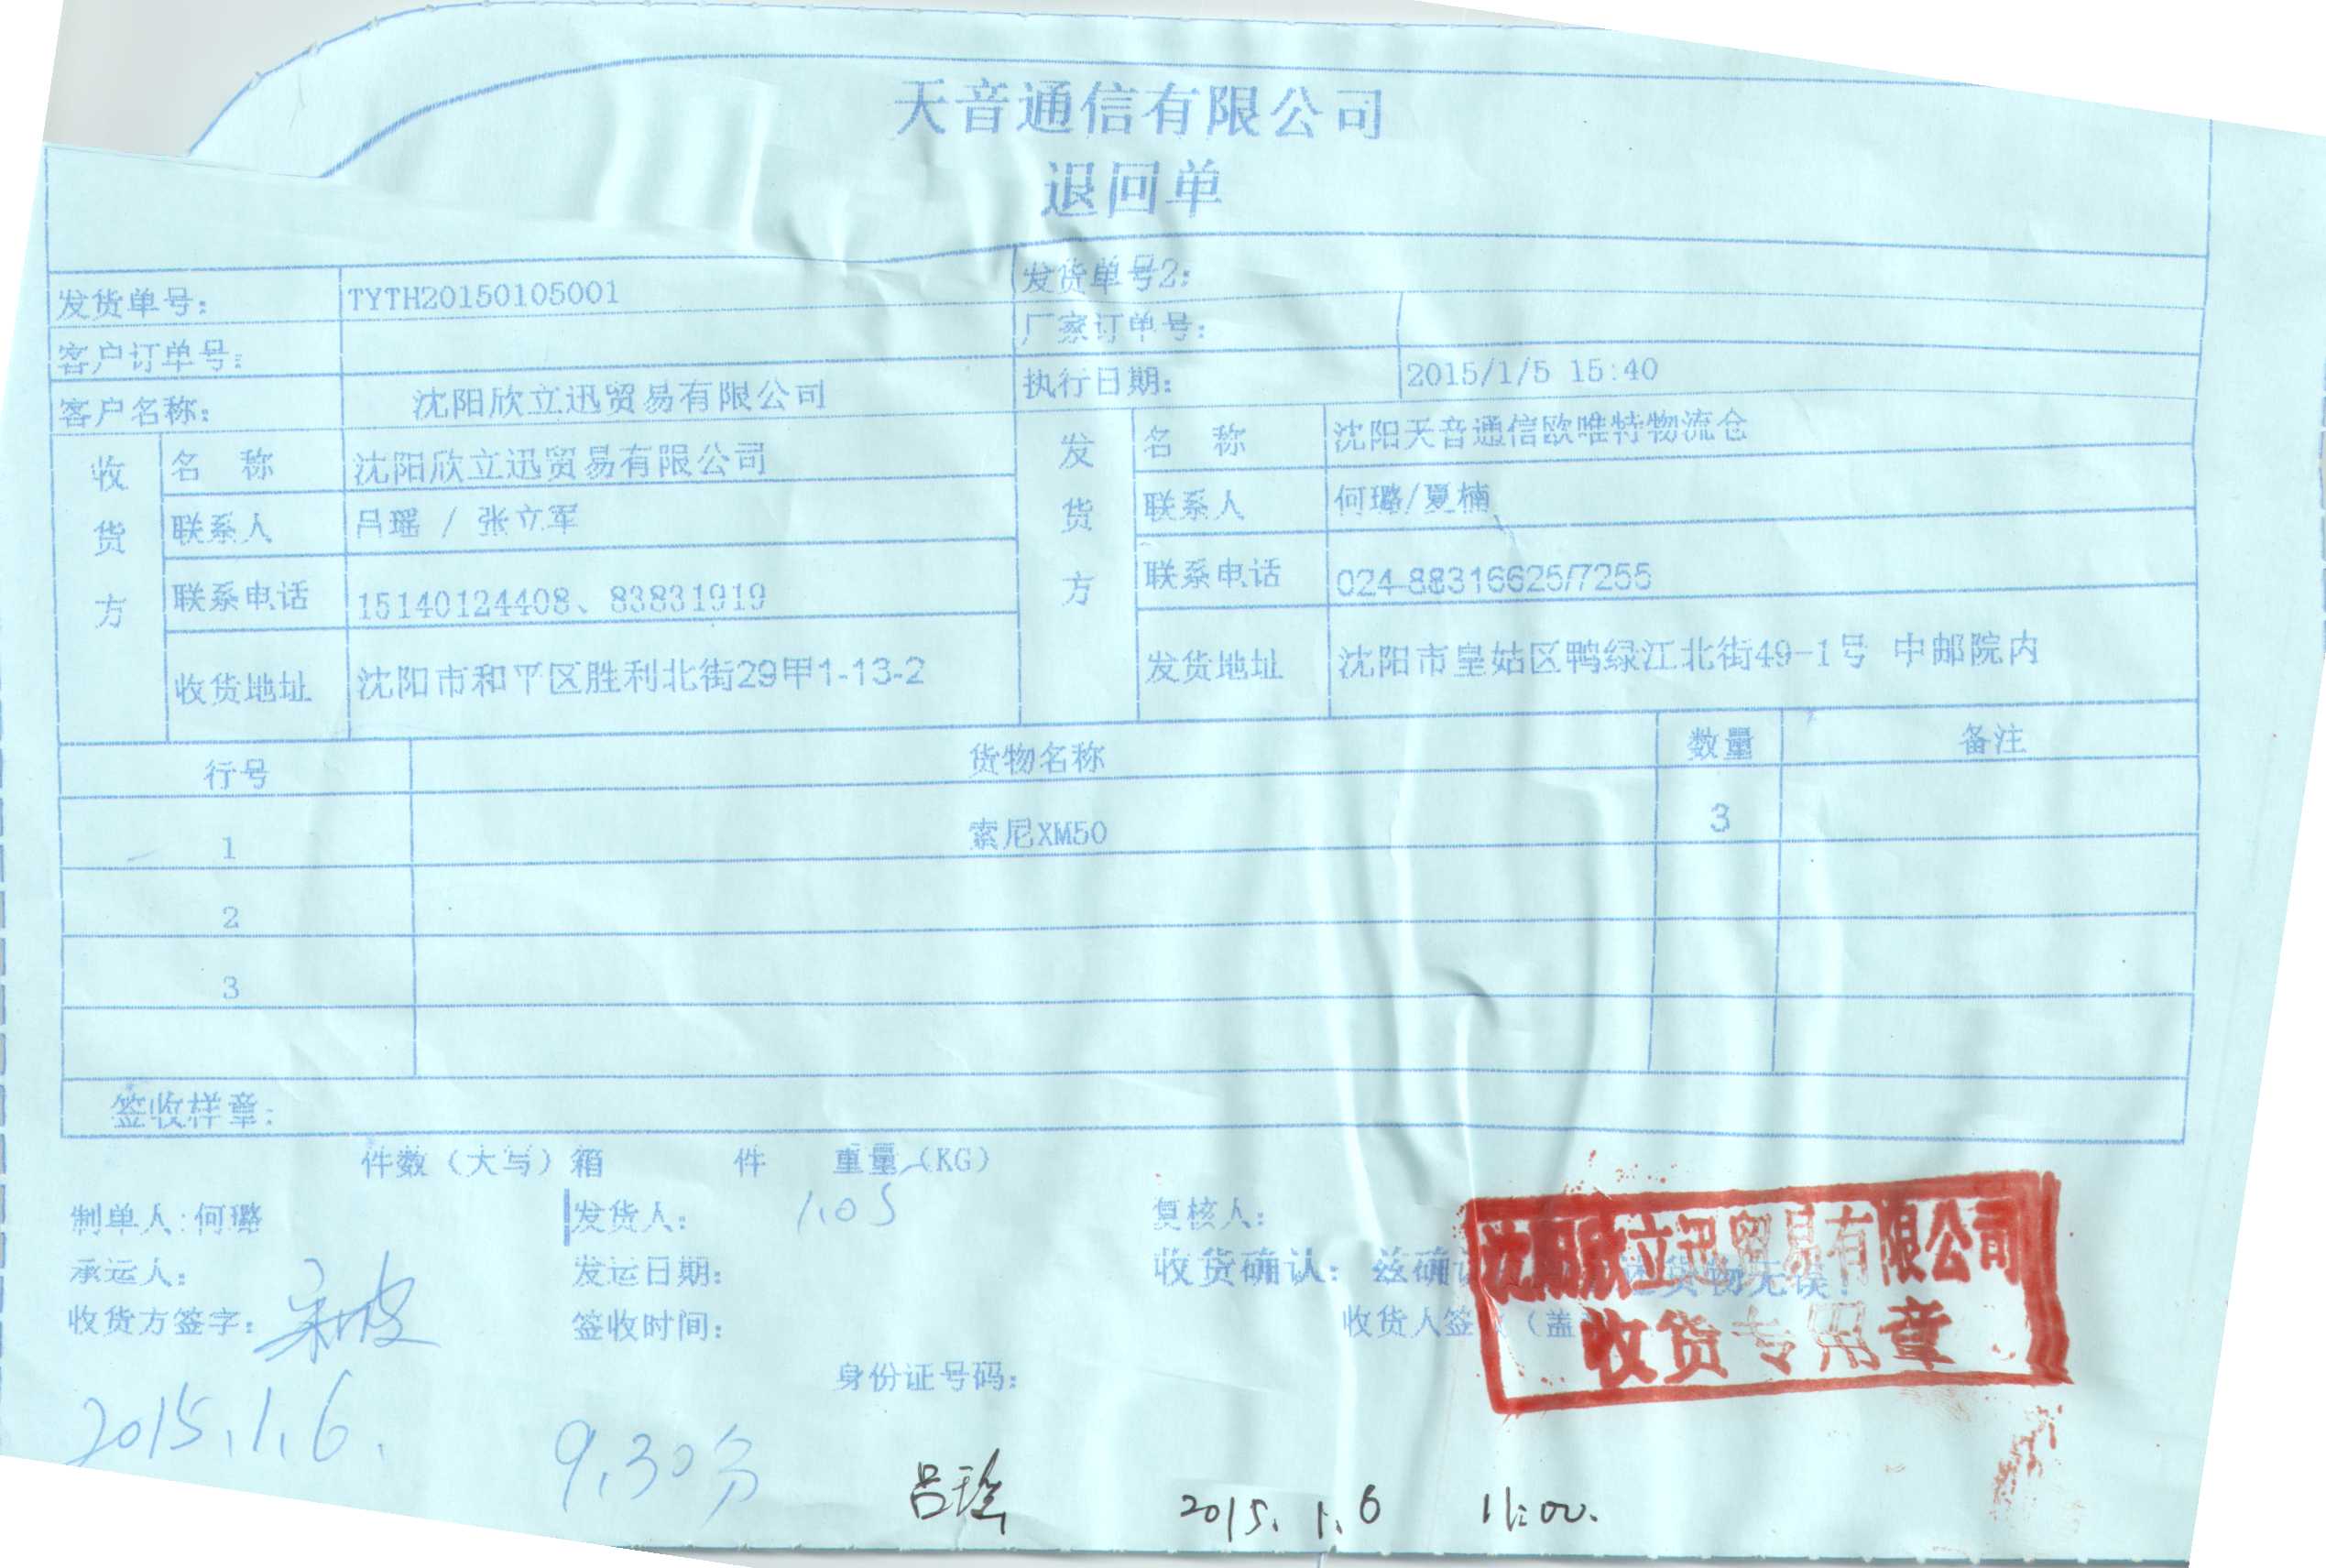 天音通信有限公司
退回单
发货单号: TYTH20150105001 发货单号2:
客户订单号: 厂家订单号:
客户名称: 沈阳欣立迅贸易有限公司 执行日期: 2015/1/5 15:40
收货方 名 称 沈阳欣立迅贸易有限公司 发货方 名 称 沈阳天音通信欧唯特物流仓
联系人 吕瑶 / 张立军 联系人 何璐/夏楠
联系电话 15140124408、83831919 联系电话 024-88316625/7255
收货地址 沈阳市和平区胜利北街29甲1-13-2 发货地址 沈阳市皇姑区鸭绿江北街49-1号 中邮院内
行号 货物名称 数量 备注
1 索尼XM50 3
2
3
签收样章:
件数（大写）箱 件 重量（KG）
制单人:何璐 发货人: 1.05 复核人:
承运人: 发运日期: 收货确认: 兹确 货物无误!
收货方签字: 签收时间: 收货人签 （盖
沈阳欣立迅贸易有限公司
收货专用章
身份证号码:
2015.1.6. 9.30分
吕瑶 2015.1.6 11:00.